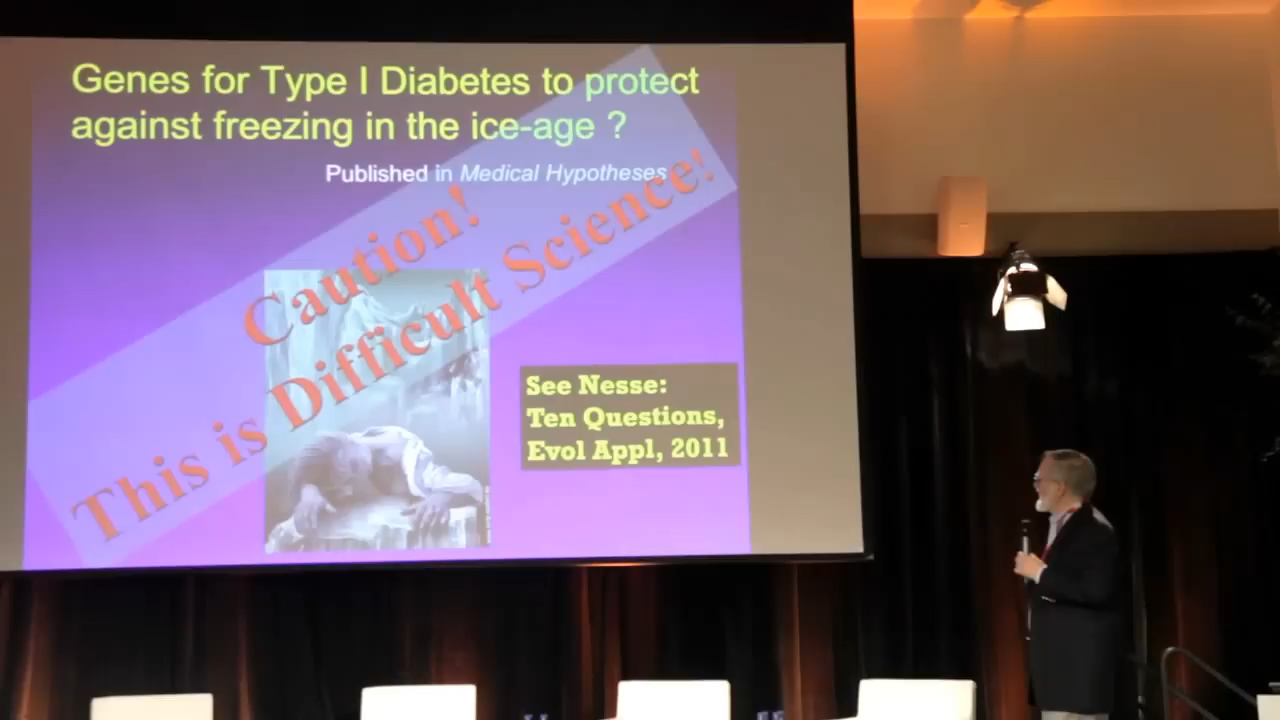 Genes for Type I Diabetes to protect
against freezing in the ice-age ?
Published in Medical Hypotheses
Caution!
This is Difficult Science!
See Nesse:
Ten Questions,
Evol Appl, 2011